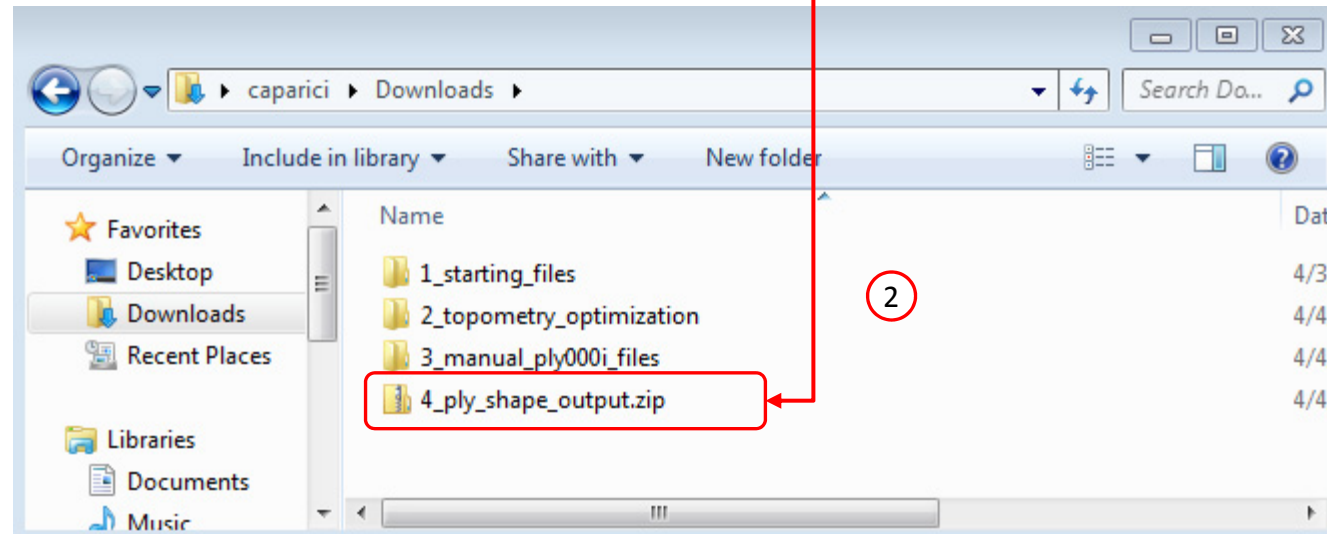 caparici Downloads Search Do...
Organize Include in library Share with New folder
Name Dat
Favorites
Desktop
Downloads
Recent Places
Libraries
Documents
Music
1_starting_files 4/3
2_topometry_optimization 4/4
3_manual_ply000i_files 4/4
4_ply_shape_output.zip 4/4
2